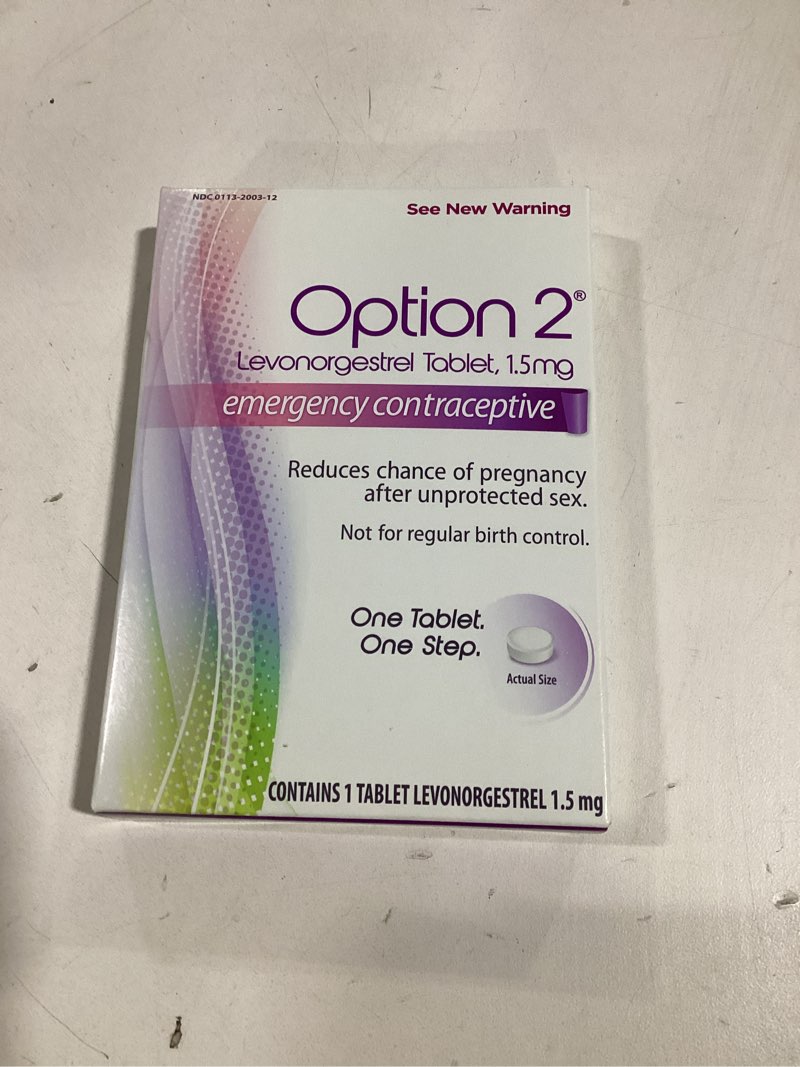 NDC 0113-2003-12
See New Warning
Option 2®
Levonorgestrel Tablet, 1.5mg
emergency contraceptive
Reduces chance of pregnancy
after unprotected sex.
Not for regular birth control.
One Tablet.
One Step.
Actual Size
CONTAINS 1 TABLET LEVONORGESTREL 1.5 mg